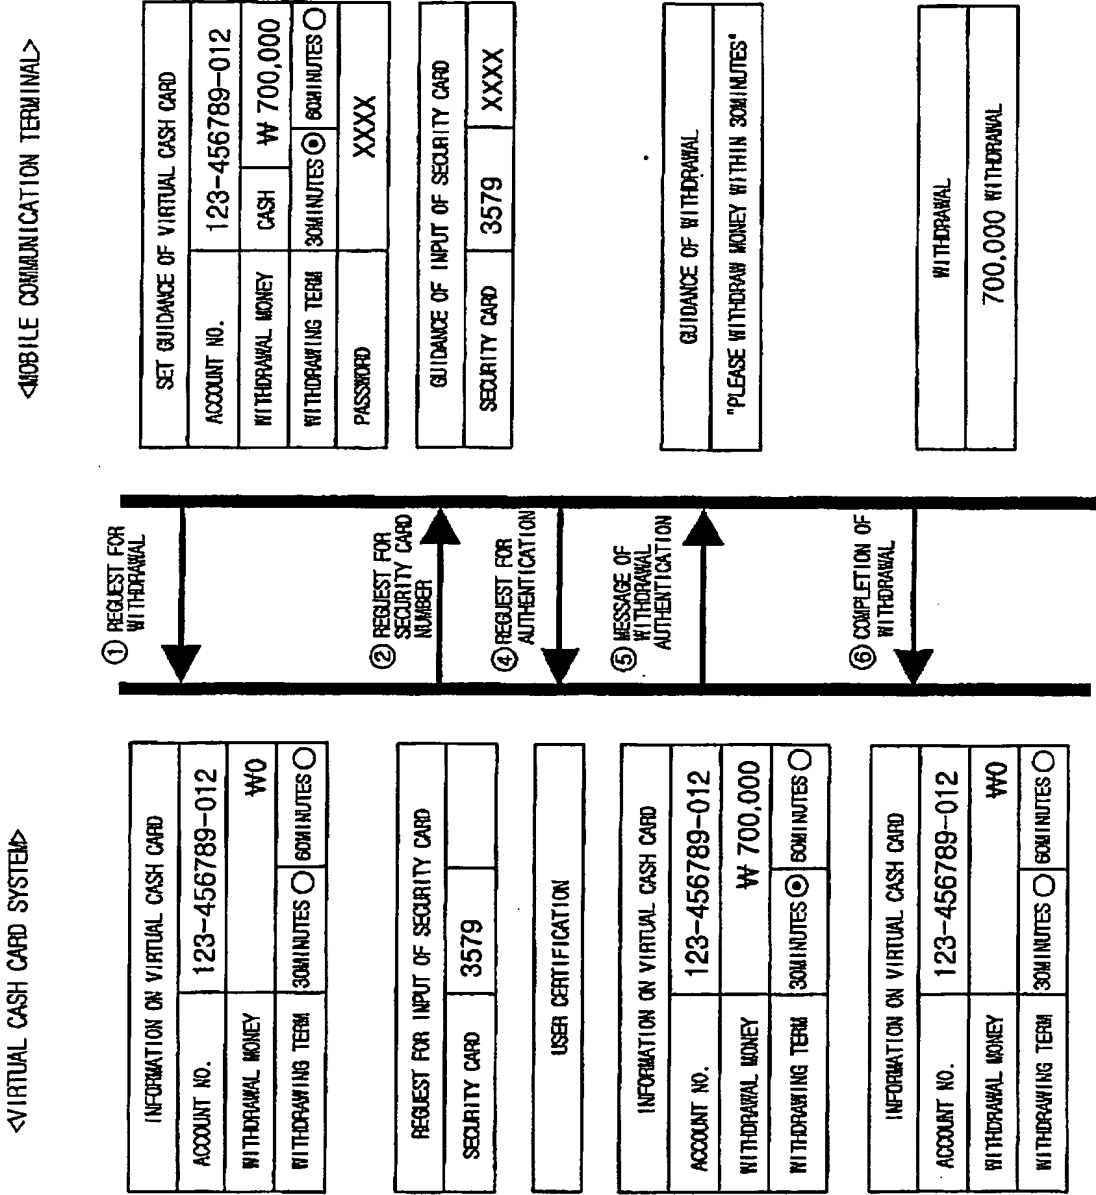 <VIRTUAL CASH CARD SYSTEM>
<MOBILE COMMUNICATION TERMINAL>
INFORMATION ON VIRTUAL CASH CARD
ACCOUNT NO. 123-456789-012
WITHDRAWAL MONEY ₩0
WITHDRAWING TERM 30MINUTES 60MINUTES
① REQUEST FOR
WITHDRAWAL
SET GUIDANCE OF VIRTUAL CASH CARD
ACCOUNT NO. 123-456789-012
WITHDRAWAL MONEY CASH ₩ 700,000
WITHDRAWING TERM 30MINUTES 60MINUTES
PASSWORD XXXX
REQUEST FOR INPUT OF SECURITY CARD
SECURITY CARD 3579
② REQUEST FOR
SECURITY CARD
NUMBER
GUIDANCE OF INPUT OF SECURITY CARD
SECURITY CARD 3579 XXXX
USER CERTIFICATION
④ REQUEST FOR
AUTHENTICATION
INFORMATION ON VIRTUAL CASH CARD
ACCOUNT NO. 123-456789-012
WITHDRAWAL MONEY ₩ 700,000
WITHDRAWING TERM 30MINUTES 60MINUTES
⑤ MESSAGE OF
WITHDRAWAL
AUTHENTICATION
GUIDANCE OF WITHDRAWAL
"PLEASE WITHDRAW MONEY WITHIN 30MINUTES"
INFORMATION ON VIRTUAL CASH CARD
ACCOUNT NO. 123-456789-012
WITHDRAWAL MONEY ₩0
WITHDRAWING TERM 30MINUTES 60MINUTES
⑥ COMPLETION OF
WITHDRAWAL
WITHDRAWAL
700,000 WITHDRAWAL